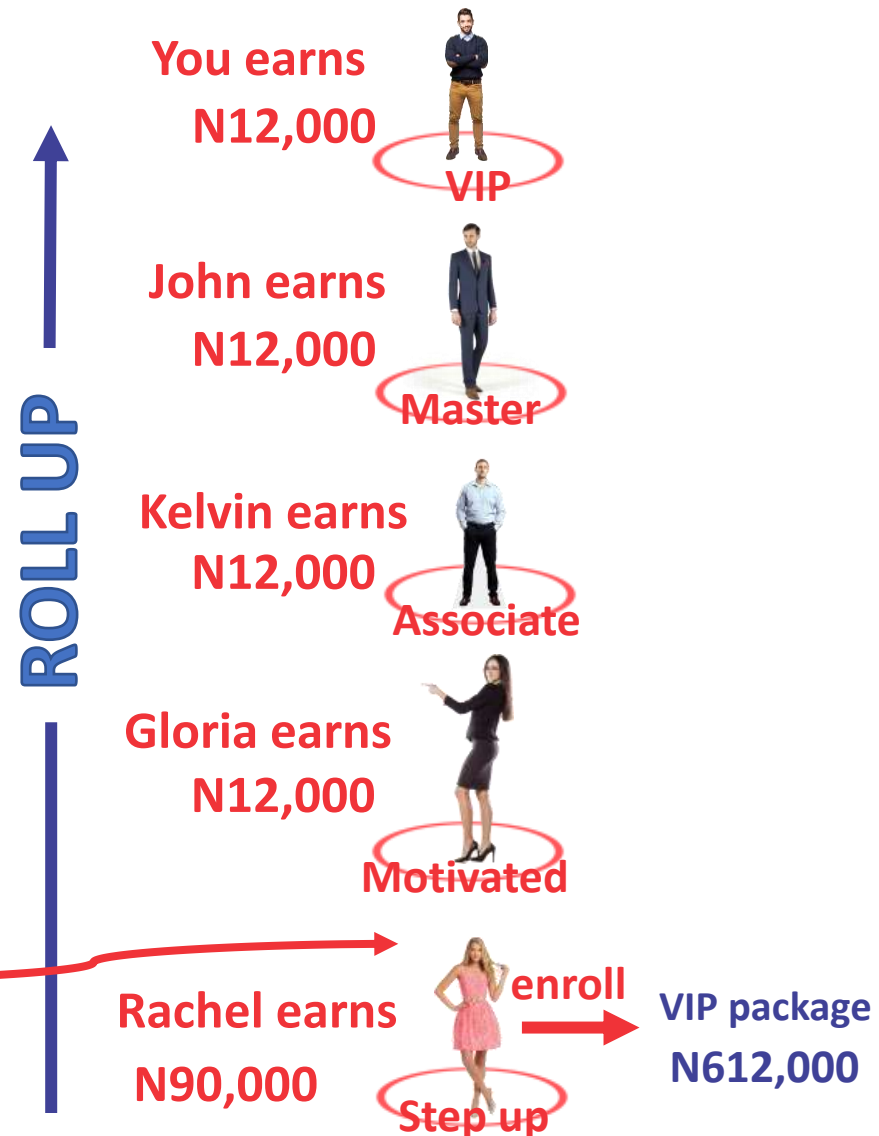 You earns
N12,000
VIP
John earns
N12,000
Master
ROLL UP
Kelvin earns
N12,000
Associate
Gloria earns
N12,000
Motivated
Rachel earns
N90,000
Step up
enroll
VIP package
N612,000